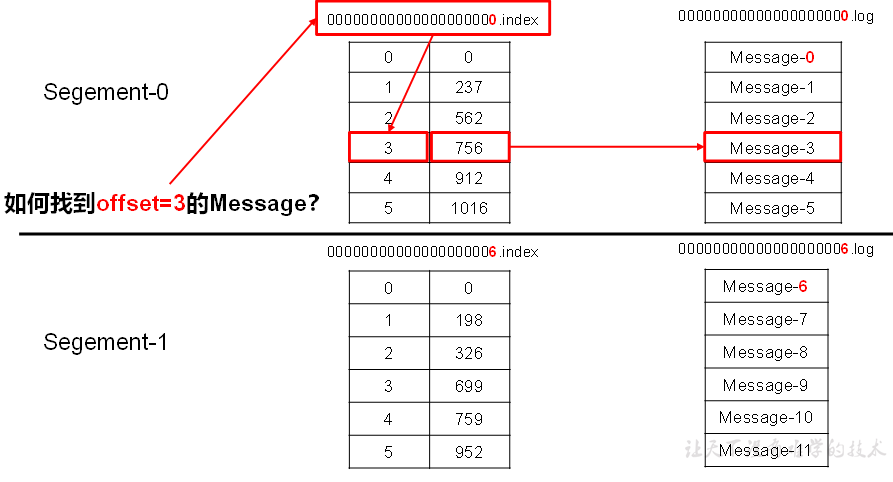 00000000000000000000.index
00000000000000000000.log
Segement-0
0 0
1 237
2 562
3 756
4 912
5 1016
Message-0
Message-1
Message-2
Message-3
Message-4
Message-5
如何找到offset=3的Message?
00000000000000000006.index
00000000000000000006.log
Segement-1
0 0
1 198
2 326
3 699
4 759
5 952
Message-6
Message-7
Message-8
Message-9
Message-10
Message-11
让天下没有难学的技术